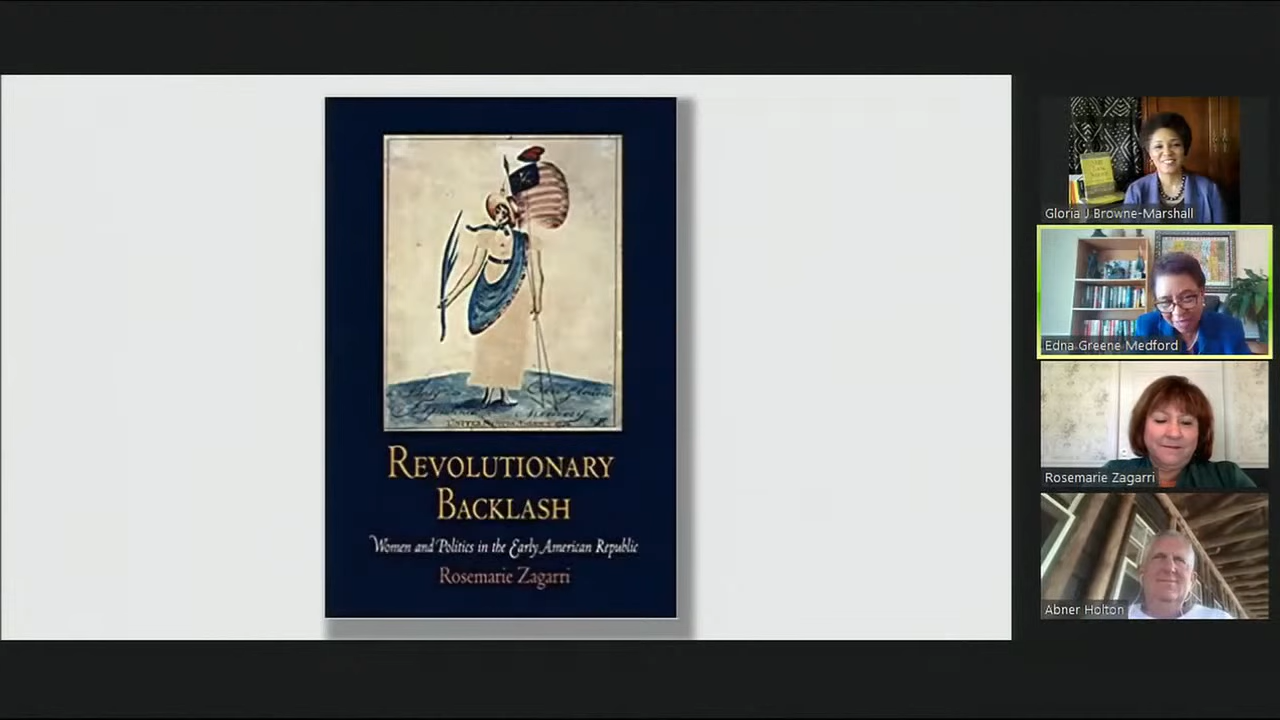 REVOLUTIONARY
BACKLASH
Women and Politics in the Early American Republic
Rosemarie Zagarri
Gloria J Browne-Marshall
Edna Greene Medford
Rosemarie Zagarri
Abner Holton